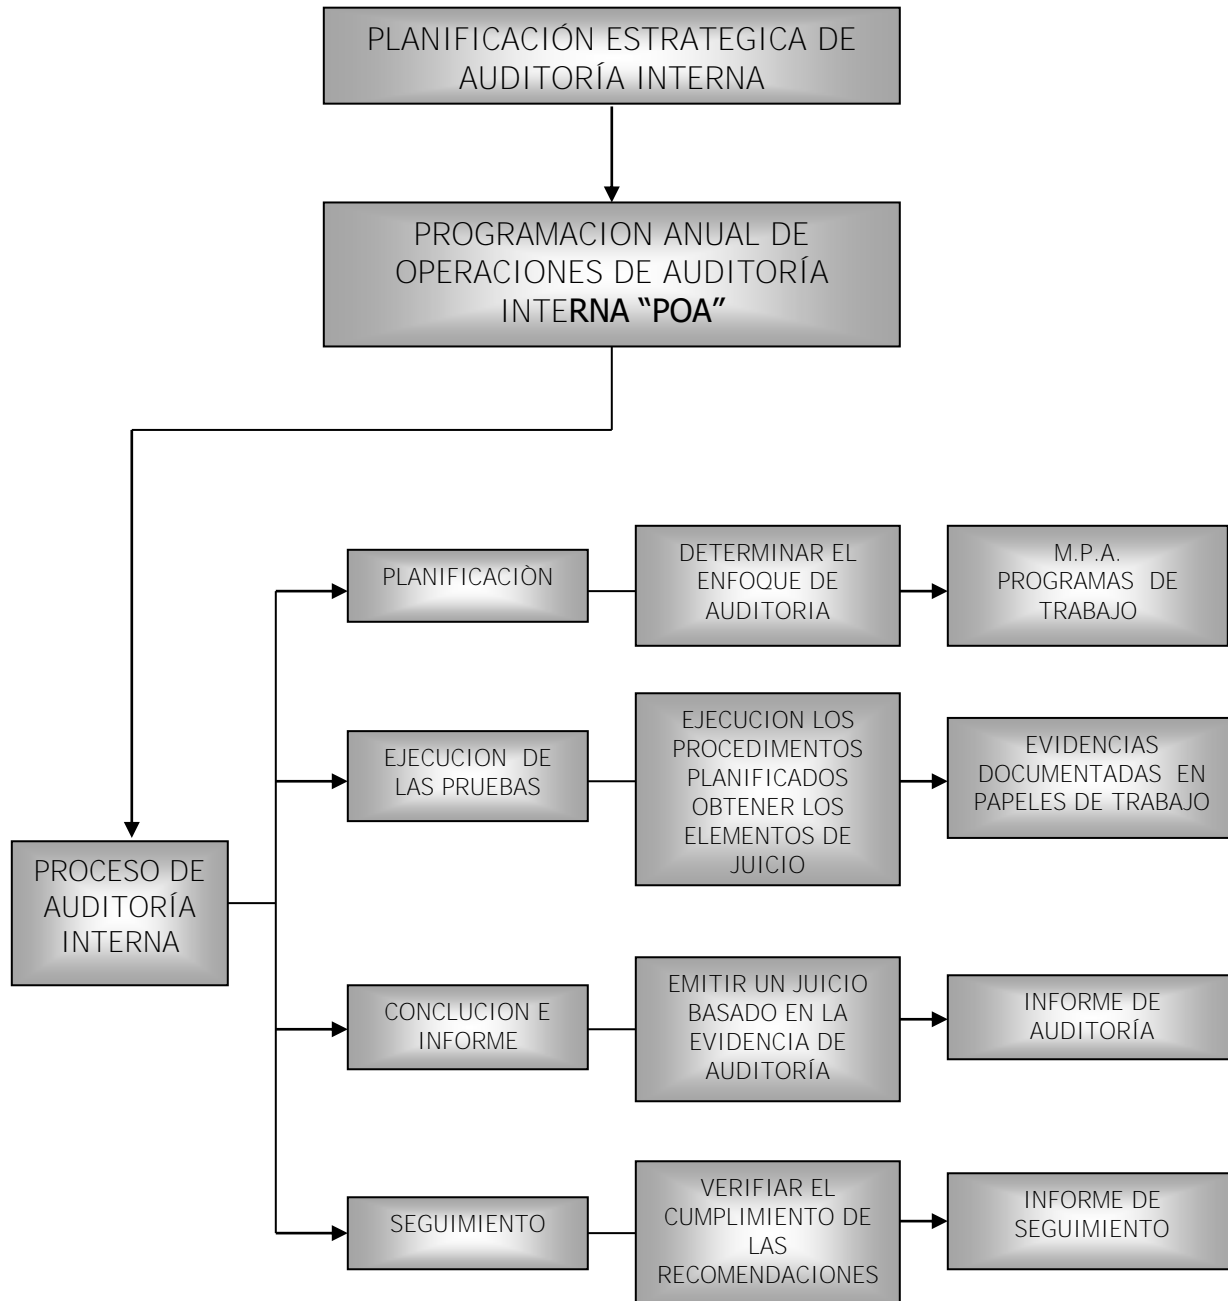 PLANIFICACIÓN ESTRATEGICA DE
AUDITORÍA INTERNA
PROGRAMACION ANUAL DE
OPERACIONES DE AUDITORÍA
INTERNA “POA”
PROCESO DE
AUDITORÍA
INTERNA
PLANIFICACIÒN
DETERMINAR EL
ENFOQUE DE
AUDITORIA
M.P.A.
PROGRAMAS DE
TRABAJO
EJECUCION DE
LAS PRUEBAS
EJECUCION LOS
PROCEDIMENTOS
PLANIFICADOS
OBTENER LOS
ELEMENTOS DE
JUICIO
EVIDENCIAS
DOCUMENTADAS EN
PAPELES DE TRABAJO
CONCLUCION E
INFORME
EMITIR UN JUICIO
BASADO EN LA
EVIDENCIA DE
AUDITORÍA
INFORME DE
AUDITORÍA
SEGUIMIENTO
VERIFIAR EL
CUMPLIMIENTO DE
LAS
RECOMENDACIONES
INFORME DE
SEGUIMIENTO